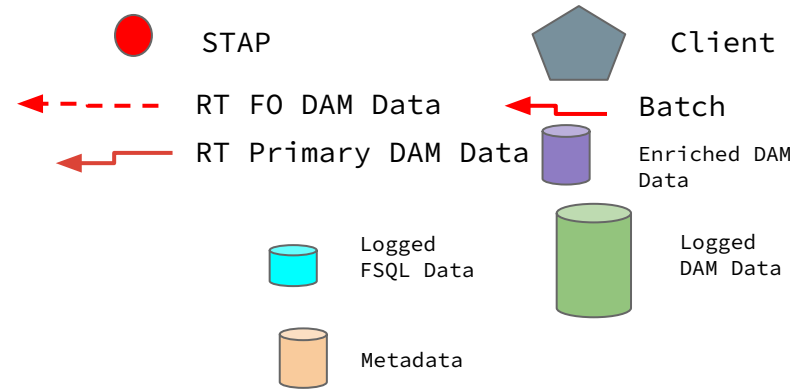 STAP
Client
RT FO DAM Data
Batch
RT Primary DAM Data
Enriched DAM
Data
Logged
FSQL Data
Logged
DAM Data
Metadata